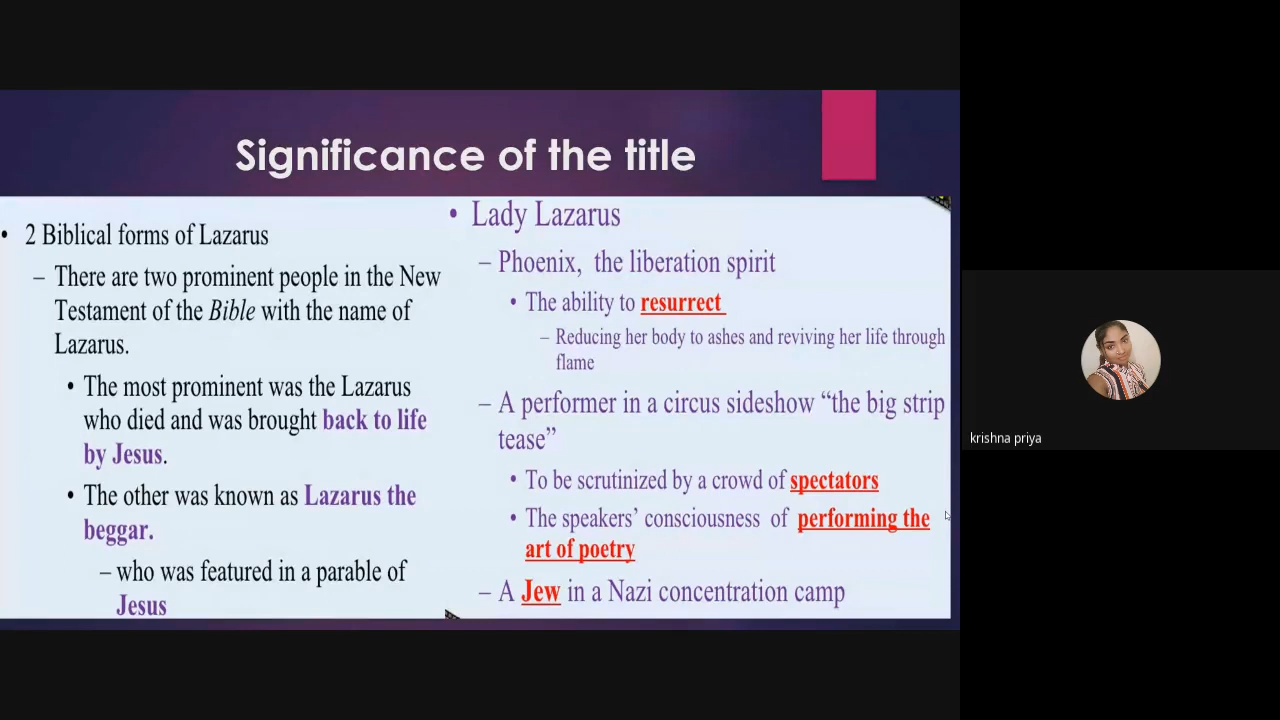 Significance of the title
• 2 Biblical forms of Lazarus
– There are two prominent people in the New
Testament of the Bible with the name of
Lazarus.
• The most prominent was the Lazarus
who died and was brought back to life
by Jesus.
• The other was known as Lazarus the
beggar.
– who was featured in a parable of
Jesus
• Lady Lazarus
– Phoenix, the liberation spirit
• The ability to resurrect
– Reducing her body to ashes and reviving her life through
flame
– A performer in a circus sideshow “the big strip
tease”
• To be scrutinized by a crowd of spectators
• The speakers’ consciousness of performing the
art of poetry
– A Jew in a Nazi concentration camp
krishna priya